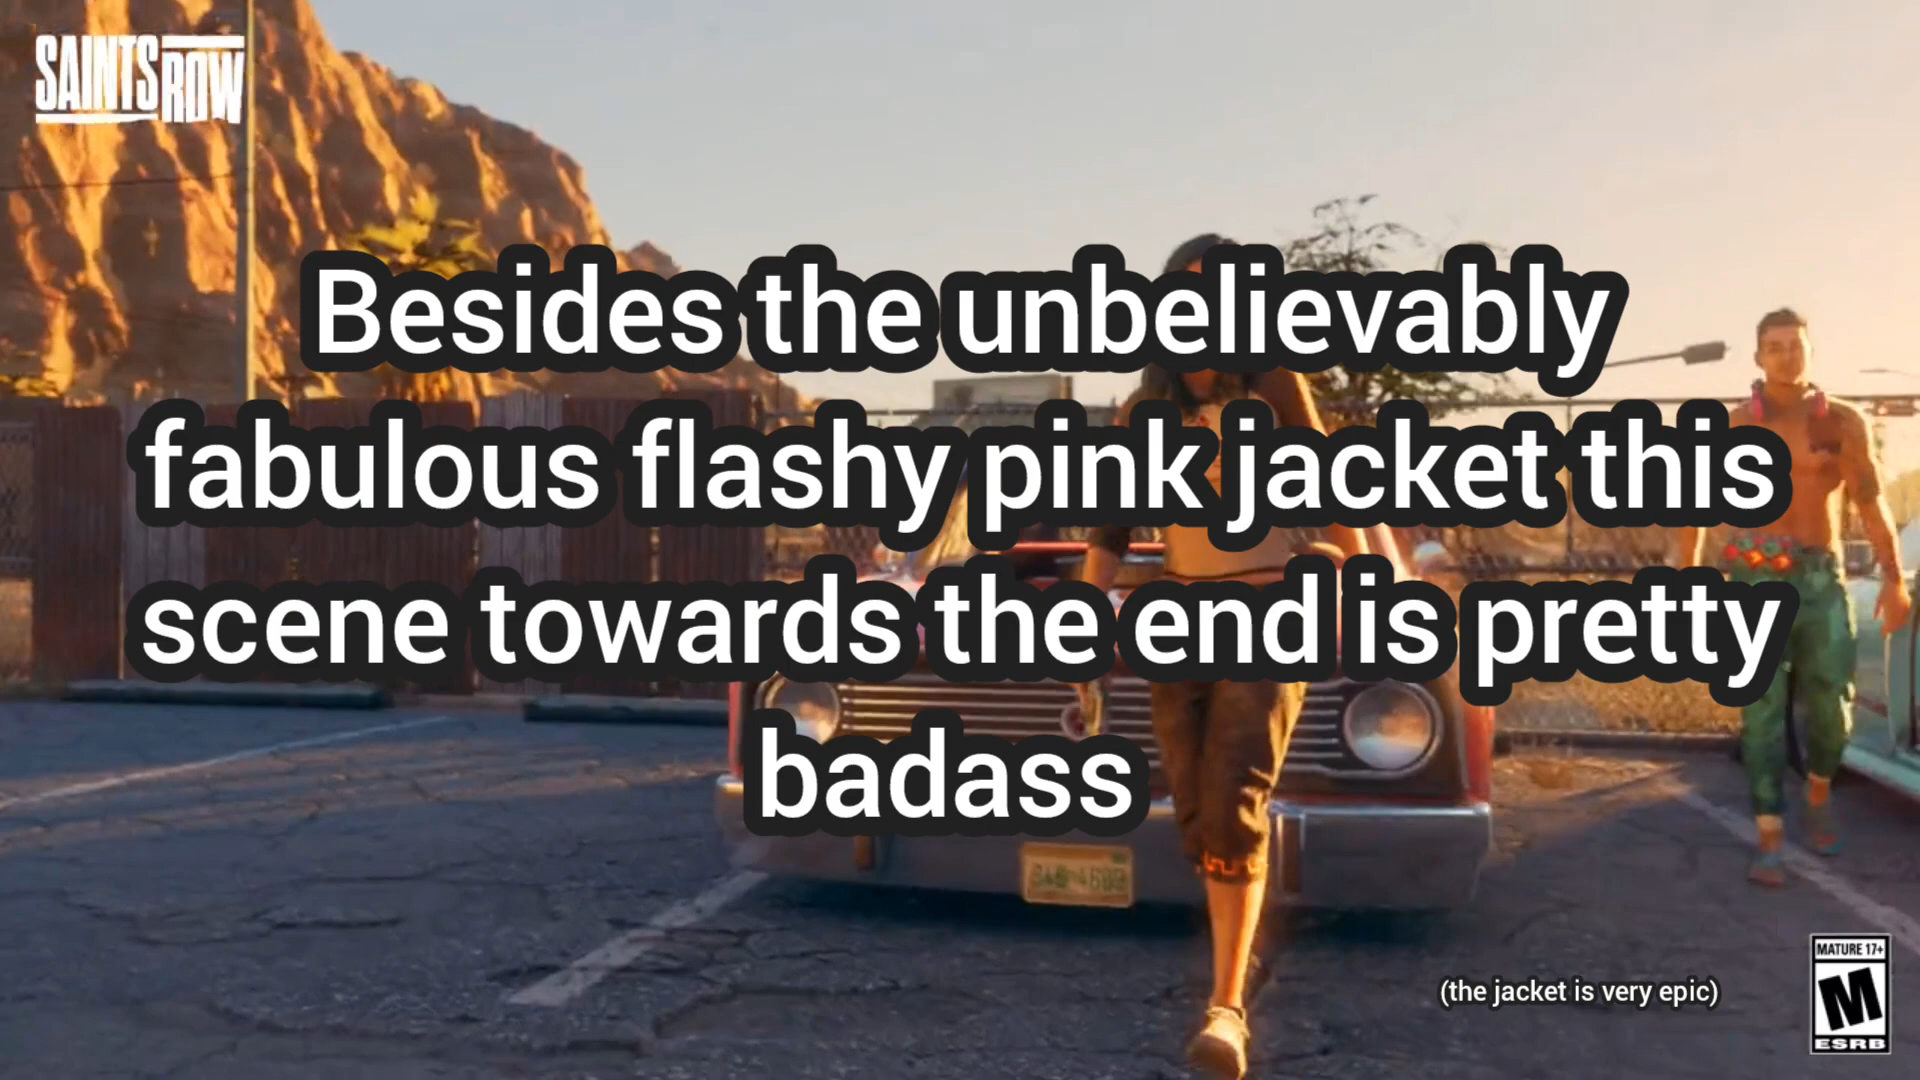 SAINTS ROW
Besides the unbelievably
fabulous flashy pink jacket this
scene towards the end is pretty
badass
(the jacket is very epic)
MATURE 17+
M
ESRB